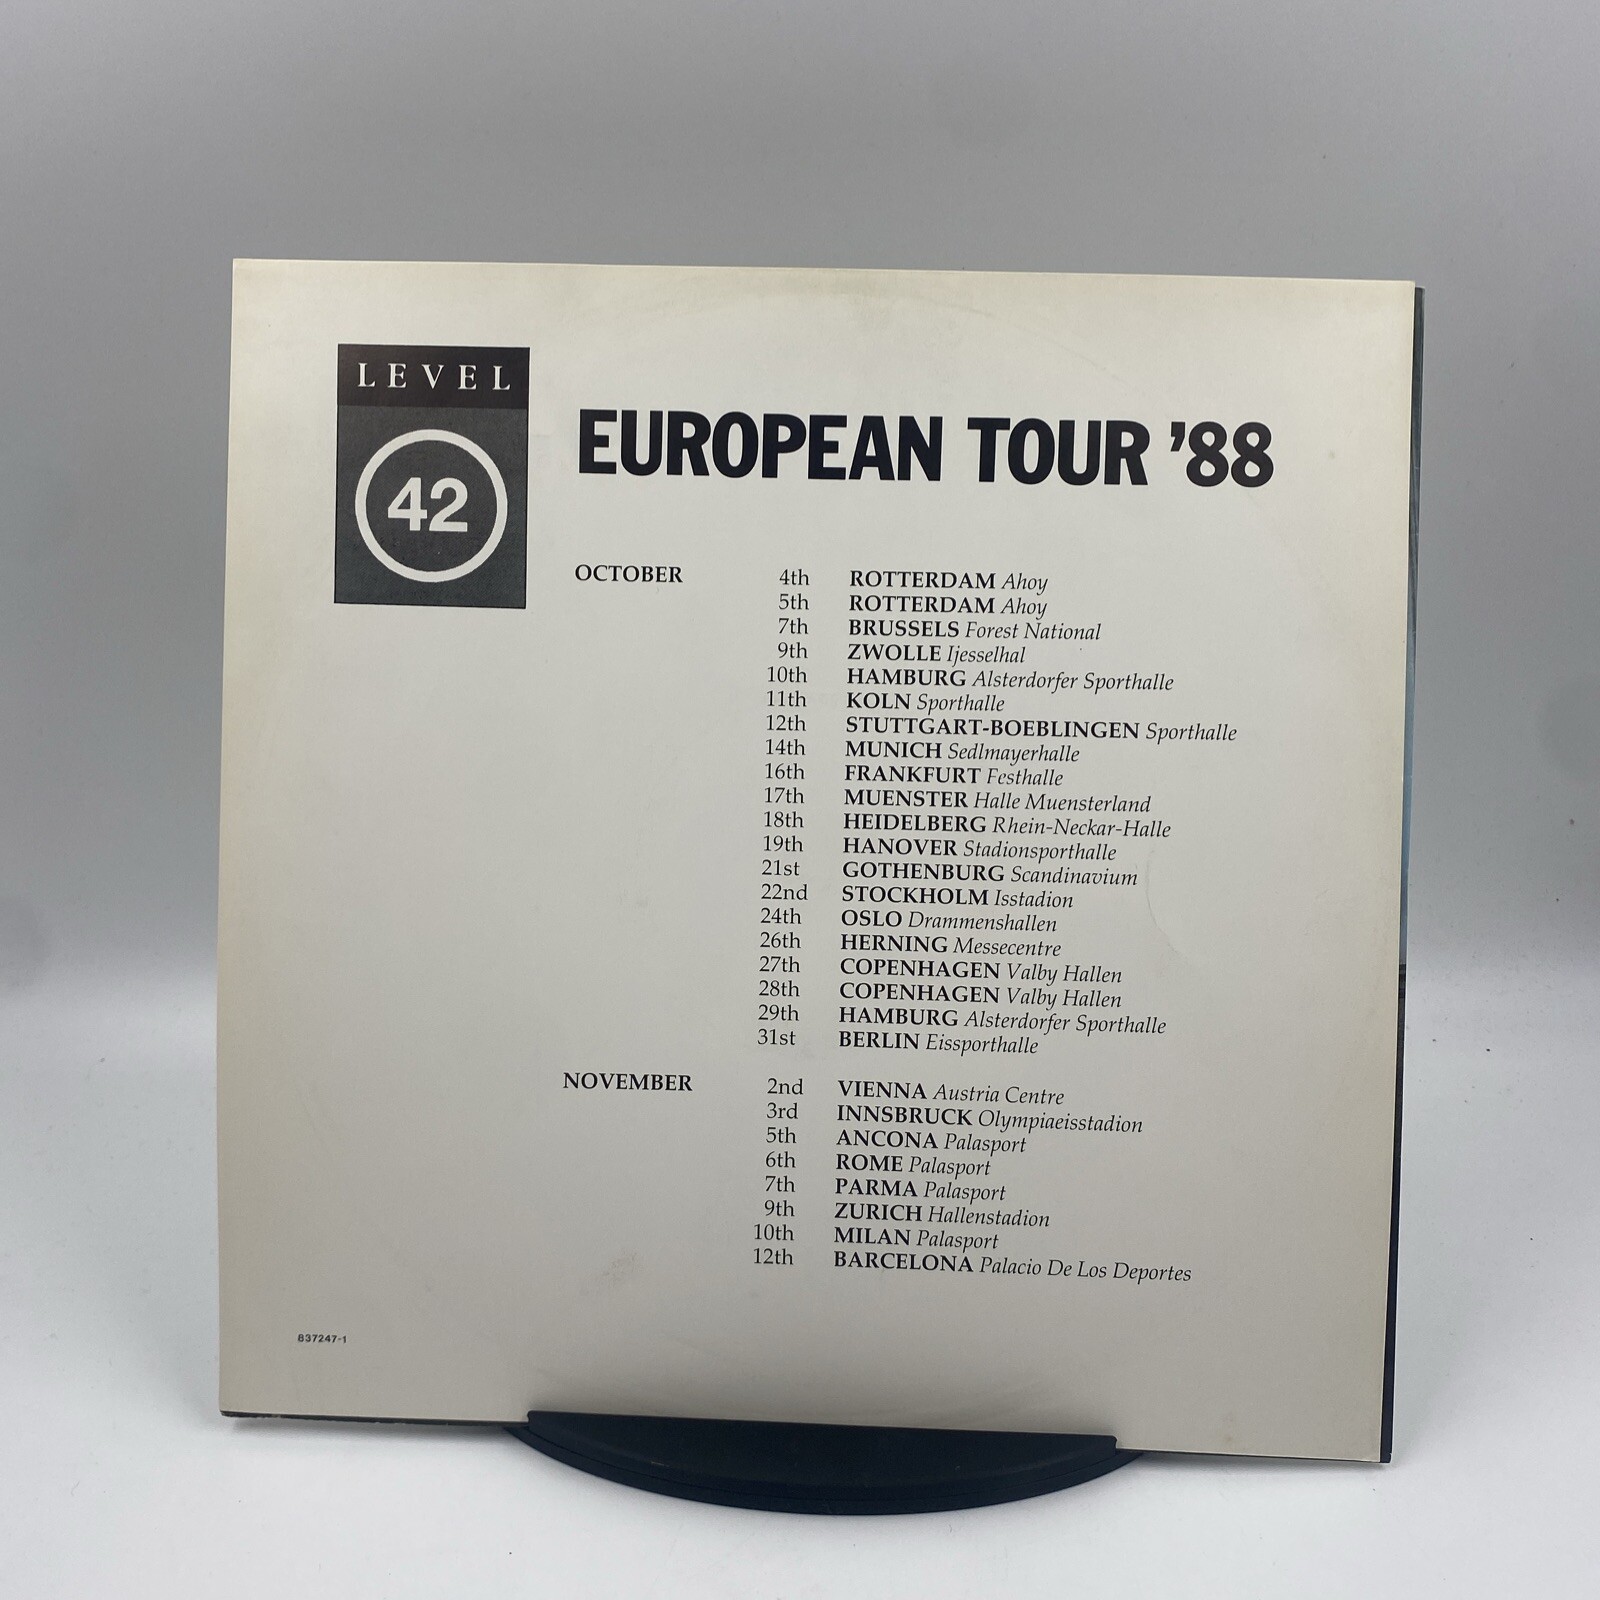 LEVEL
42
EUROPEAN TOUR '88
OCTOBER 4th ROTTERDAM Ahoy
5th ROTTERDAM Ahoy
7th BRUSSELS Forest National
9th ZWOLLE Ijesselhal
10th HAMBURG Alsterdorfer Sporthalle
11th KOLN Sporthalle
12th STUTTGART-BOEBLINGEN Sporthalle
14th MUNICH Sedlmayerhalle
16th FRANKFURT Festhalle
17th MUENSTER Halle Muensterland
18th HEIDELBERG Rhein-Neckar-Halle
19th HANOVER Stadionsporthalle
21st GOTHENBURG Scandinavium
22nd STOCKHOLM Isstadion
24th OSLO Drammenshallen
26th HERNING Messecentre
27th COPENHAGEN Valby Hallen
28th COPENHAGEN Valby Hallen
29th HAMBURG Alsterdorfer Sporthalle
31st BERLIN Eissporthalle
NOVEMBER 2nd VIENNA Austria Centre
3rd INNSBRUCK Olympiaeisstadion
5th ANCONA Palasport
6th ROME Palasport
7th PARMA Palasport
9th ZURICH Hallenstadion
10th MILAN Palasport
12th BARCELONA Palacio De Los Deportes
837247-1